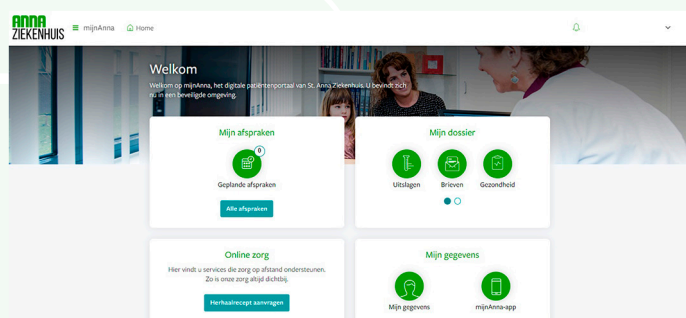 ANNA
ZIEKENHUIS
mijnAnna
Home
Welkom
Welkom op mijnAnna, het digitale patiëntenportaal van St. Anna Ziekenhuis. U bevindt zich
nu in een beveiligde omgeving.
Mijn afspraken
0
Geplande afspraken
Alle afspraken
Mijn dossier
Uitslagen
Brieven
Gezondheid
Online zorg
Hier vindt u services die zorg op afstand ondersteunen.
Zo is onze zorg altijd dichtbij.
Herhaalrecept aanvragen
Mijn gegevens
Mijn gegevens
mijnAnna-app